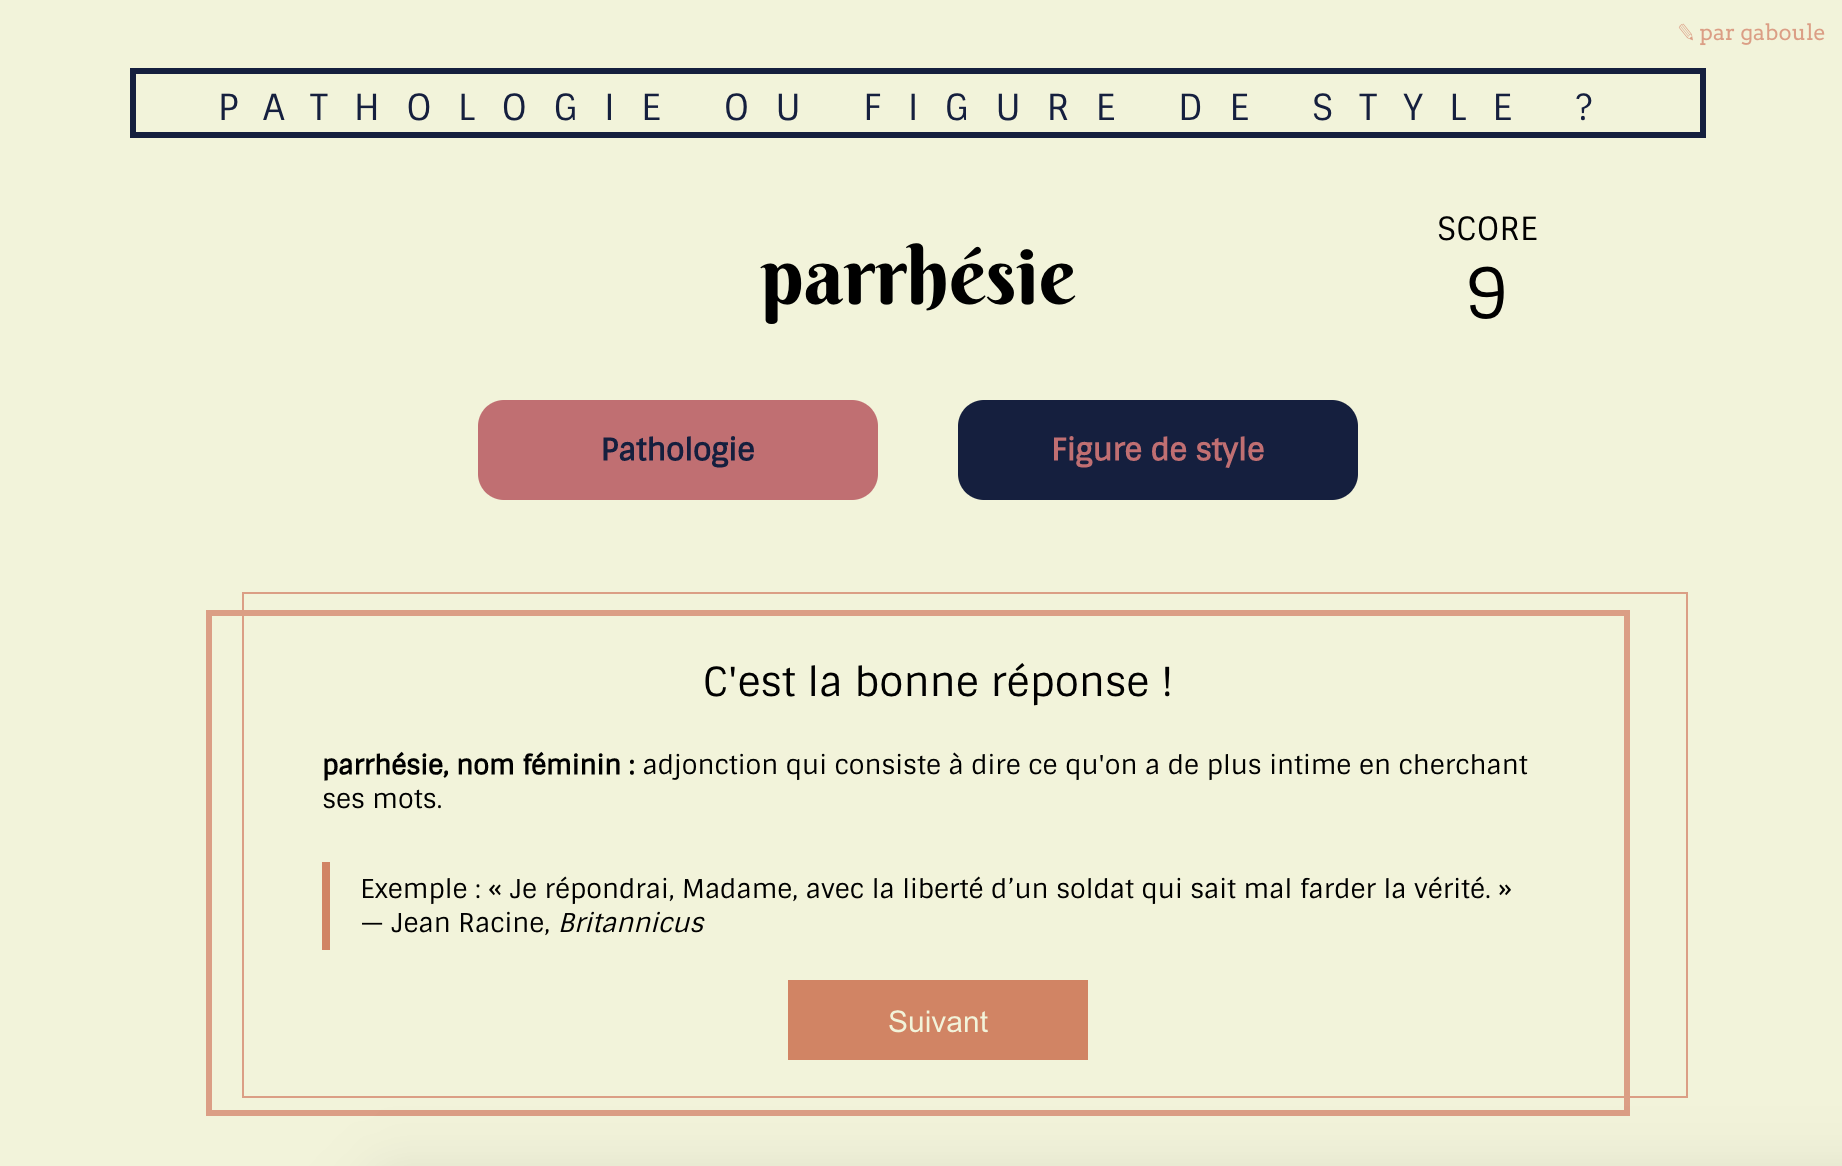 ✎ par gaboule
PATHOLOGIE OU FIGURE DE STYLE ?
SCORE
parrhésie
9
Pathologie
Figure de style
C'est la bonne réponse !
parrhésie, nom féminin : adjonction qui consiste à dire ce qu'on a de plus intime en cherchant
ses mots.
Exemple : « Je répondrai, Madame, avec la liberté d’un soldat qui sait mal farder la vérité. »
— Jean Racine, Britannicus
Suivant